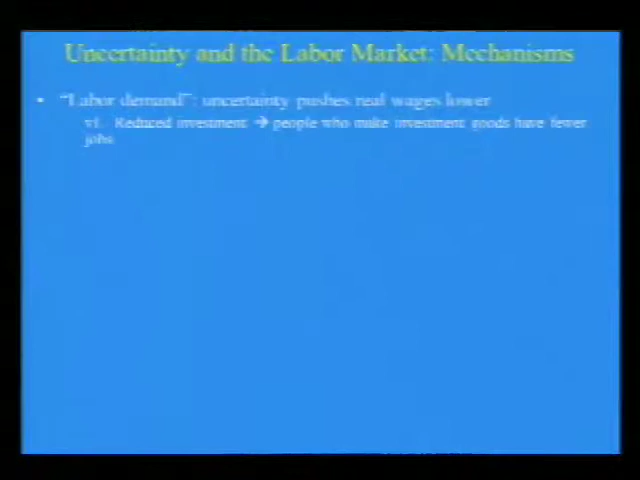 Uncertainty and the Labor Market: Mechanisms
• “Labor demand”: uncertainty pushes real wages lower
v1. Reduced investment → people who make investment goods have fewer
jobs